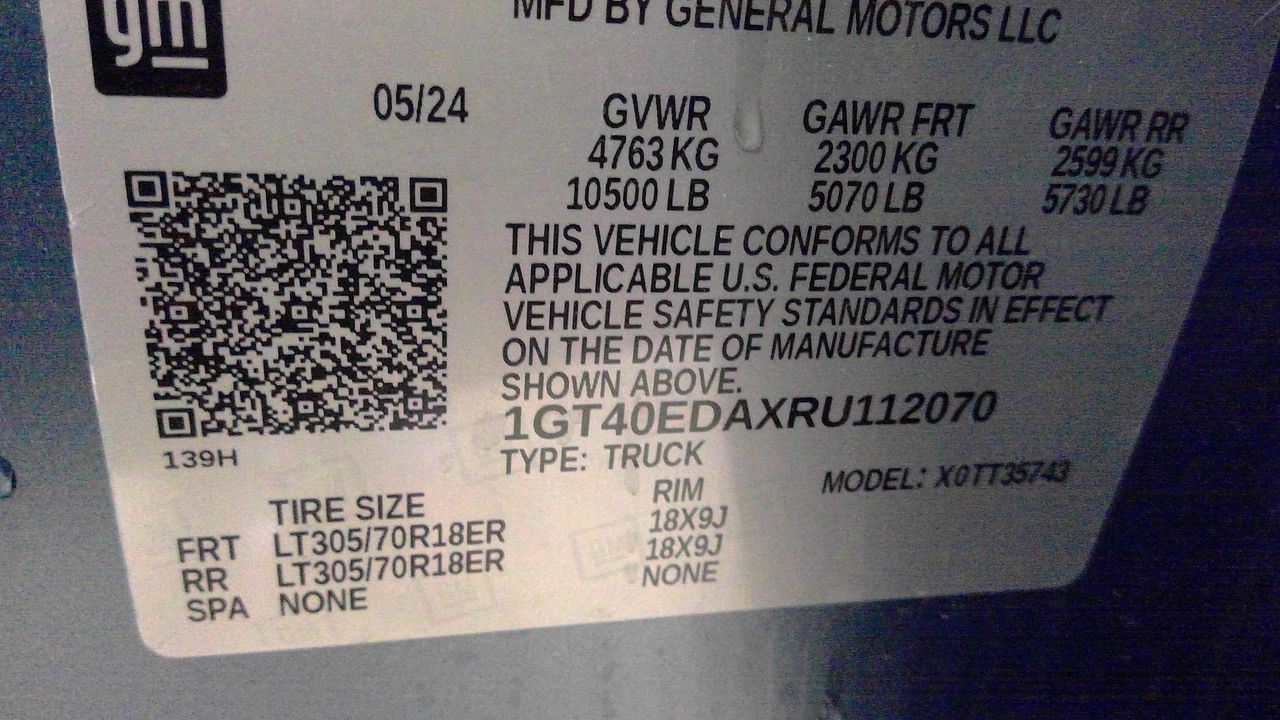 gm
MFD BY GENERAL MOTORS LLC
05/24
GVWR GAWR FRT GAWR RR
4763 KG 2300 KG 2599 KG
10500 LB 5070 LB 5730 LB
THIS VEHICLE CONFORMS TO ALL
APPLICABLE U.S. FEDERAL MOTOR
VEHICLE SAFETY STANDARDS IN EFFECT
ON THE DATE OF MANUFACTURE
SHOWN ABOVE.
1GT40EDAXRU112070
139H
TYPE: TRUCK
MODEL: X0TT35743
TIRE SIZE RIM
FRT LT305/70R18ER 18X9J
RR LT305/70R18ER 18X9J
SPA NONE NONE